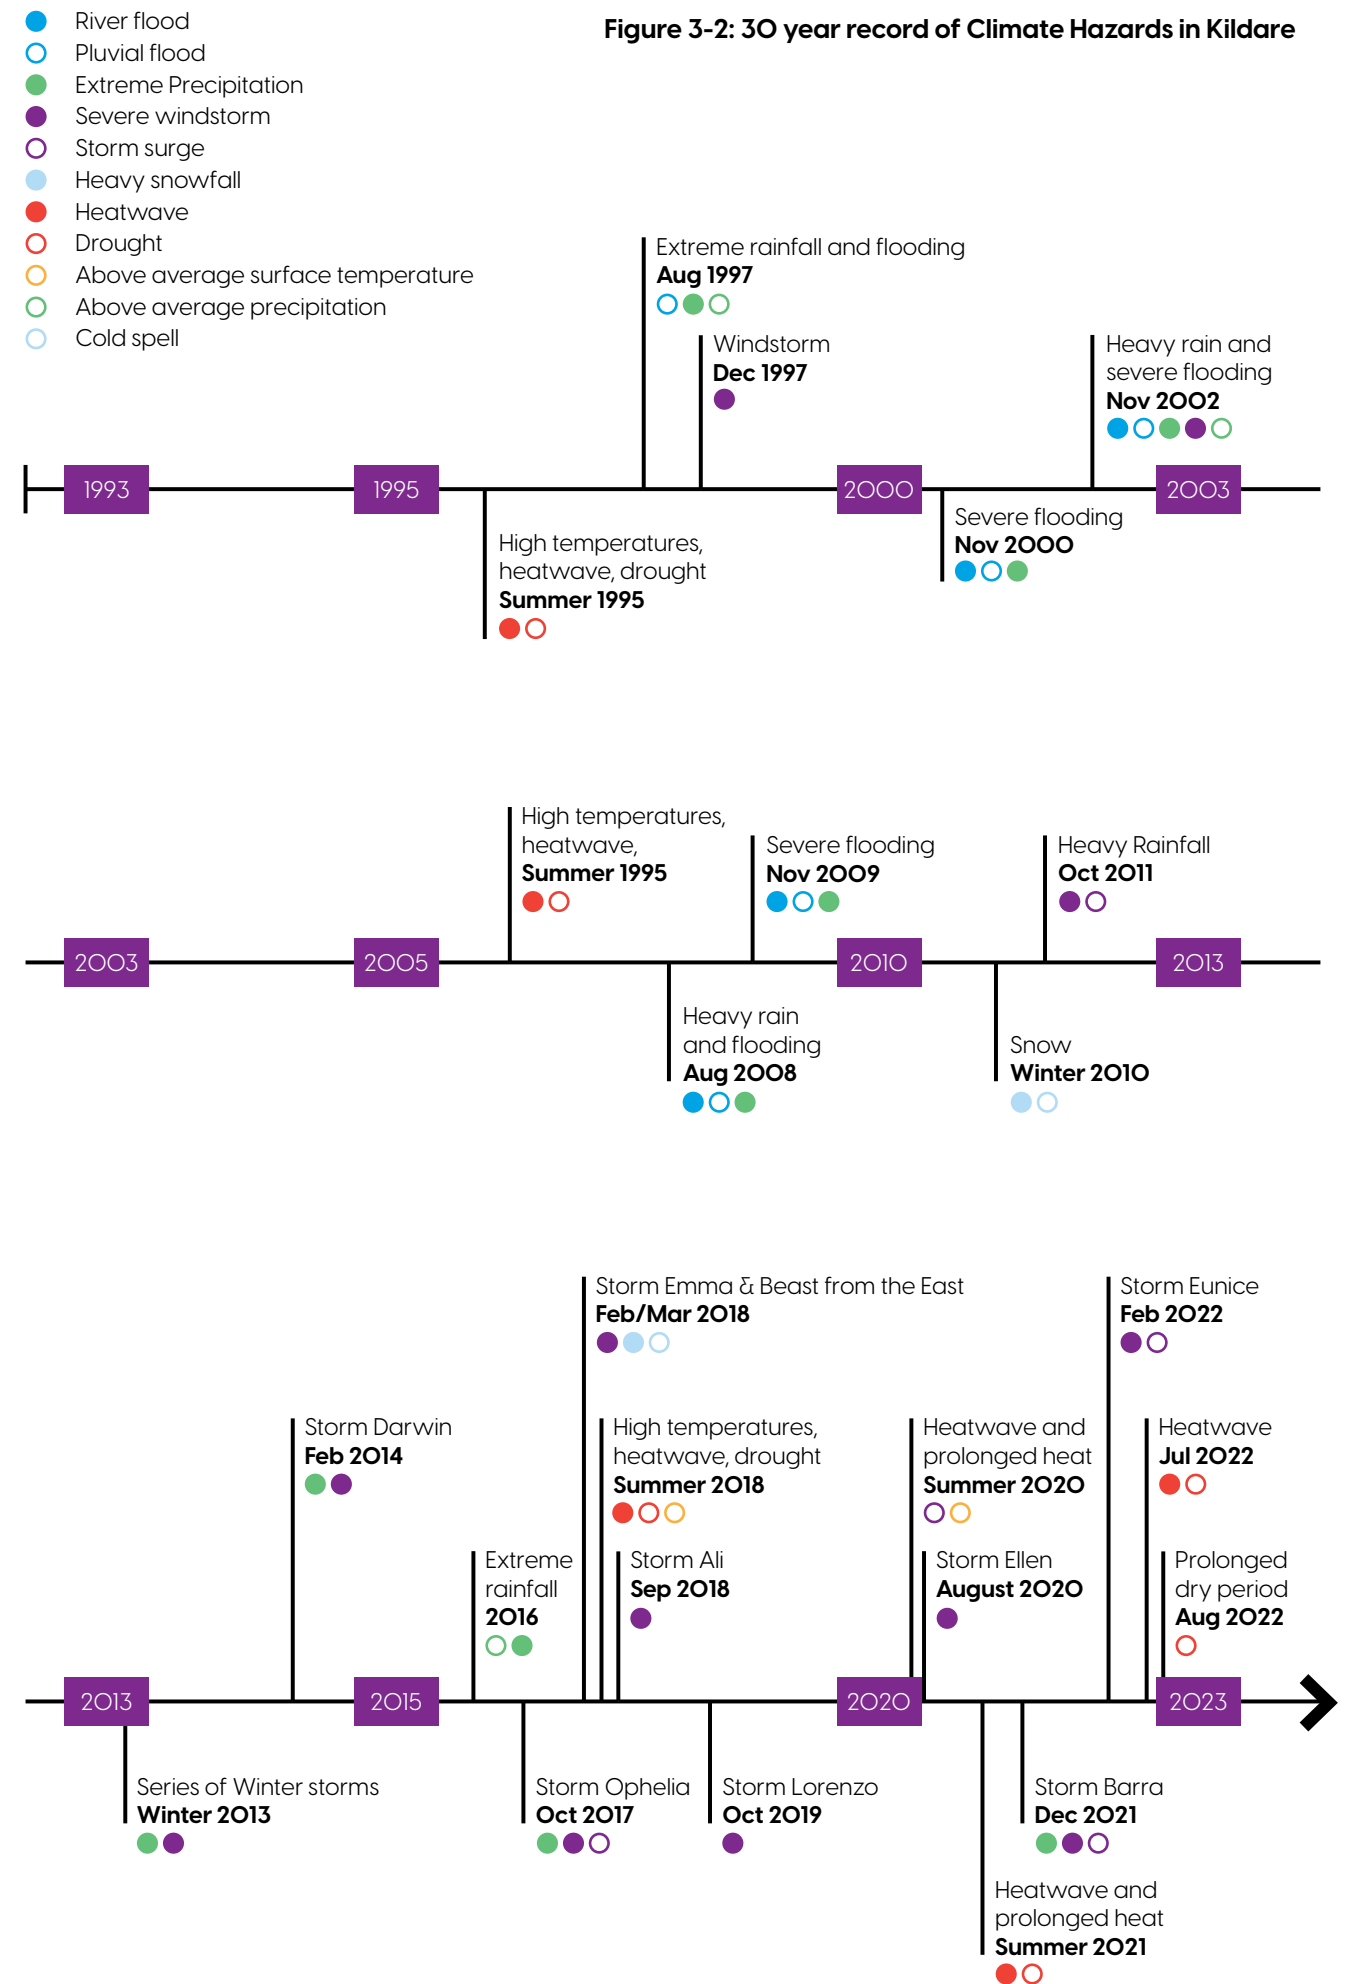 River flood
Pluvial flood
Extreme Precipitation
Severe windstorm
Storm surge
Heavy snowfall
Heatwave
Drought
Above average surface temperature
Above average precipitation
Cold spell
Figure 3-2: 30 year record of Climate Hazards in Kildare
Extreme rainfall and flooding
Aug 1997
Windstorm
Dec 1997
Heavy rain and
severe flooding
Nov 2002
1993
1995
2000
2003
High temperatures,
heatwave, drought
Summer 1995
Severe flooding
Nov 2000
High temperatures,
heatwave,
Summer 1995
Severe flooding
Nov 2009
Heavy Rainfall
Oct 2011
2003
2005
2010
2013
Heavy rain
and flooding
Aug 2008
Snow
Winter 2010
Storm Emma & Beast from the East
Feb/Mar 2018
Storm Eunice
Feb 2022
Storm Darwin
Feb 2014
High temperatures,
heatwave, drought
Summer 2018
Heatwave and
prolonged heat
Summer 2020
Heatwave
Jul 2022
Extreme
rainfall
2016
Storm Ali
Sep 2018
Storm Ellen
August 2020
Prolonged
dry period
Aug 2022
2013
2015
2020
2023
Series of Winter storms
Winter 2013
Storm Ophelia
Oct 2017
Storm Lorenzo
Oct 2019
Storm Barra
Dec 2021
Heatwave and
prolonged heat
Summer 2021